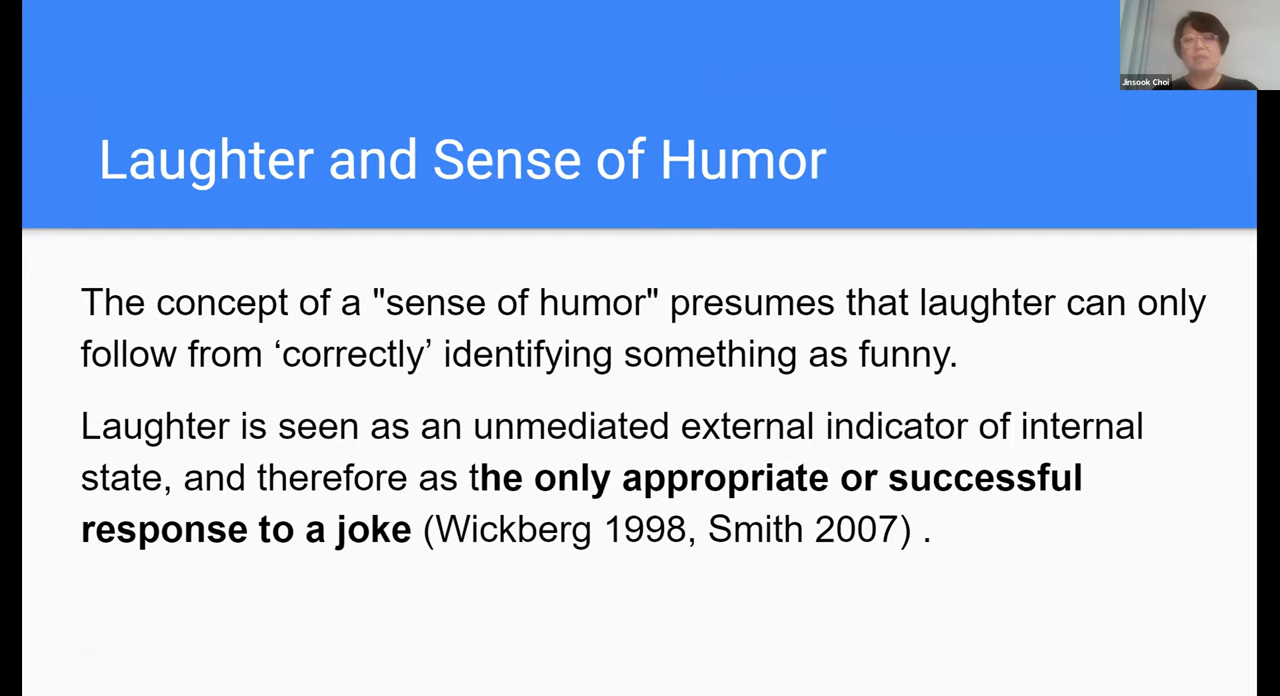 Jinsook Choi
Laughter and Sense of Humor
The concept of a "sense of humor" presumes that laughter can only
follow from ‘correctly’ identifying something as funny.
Laughter is seen as an unmediated external indicator of internal
state, and therefore as the only appropriate or successful
response to a joke (Wickberg 1998, Smith 2007) .